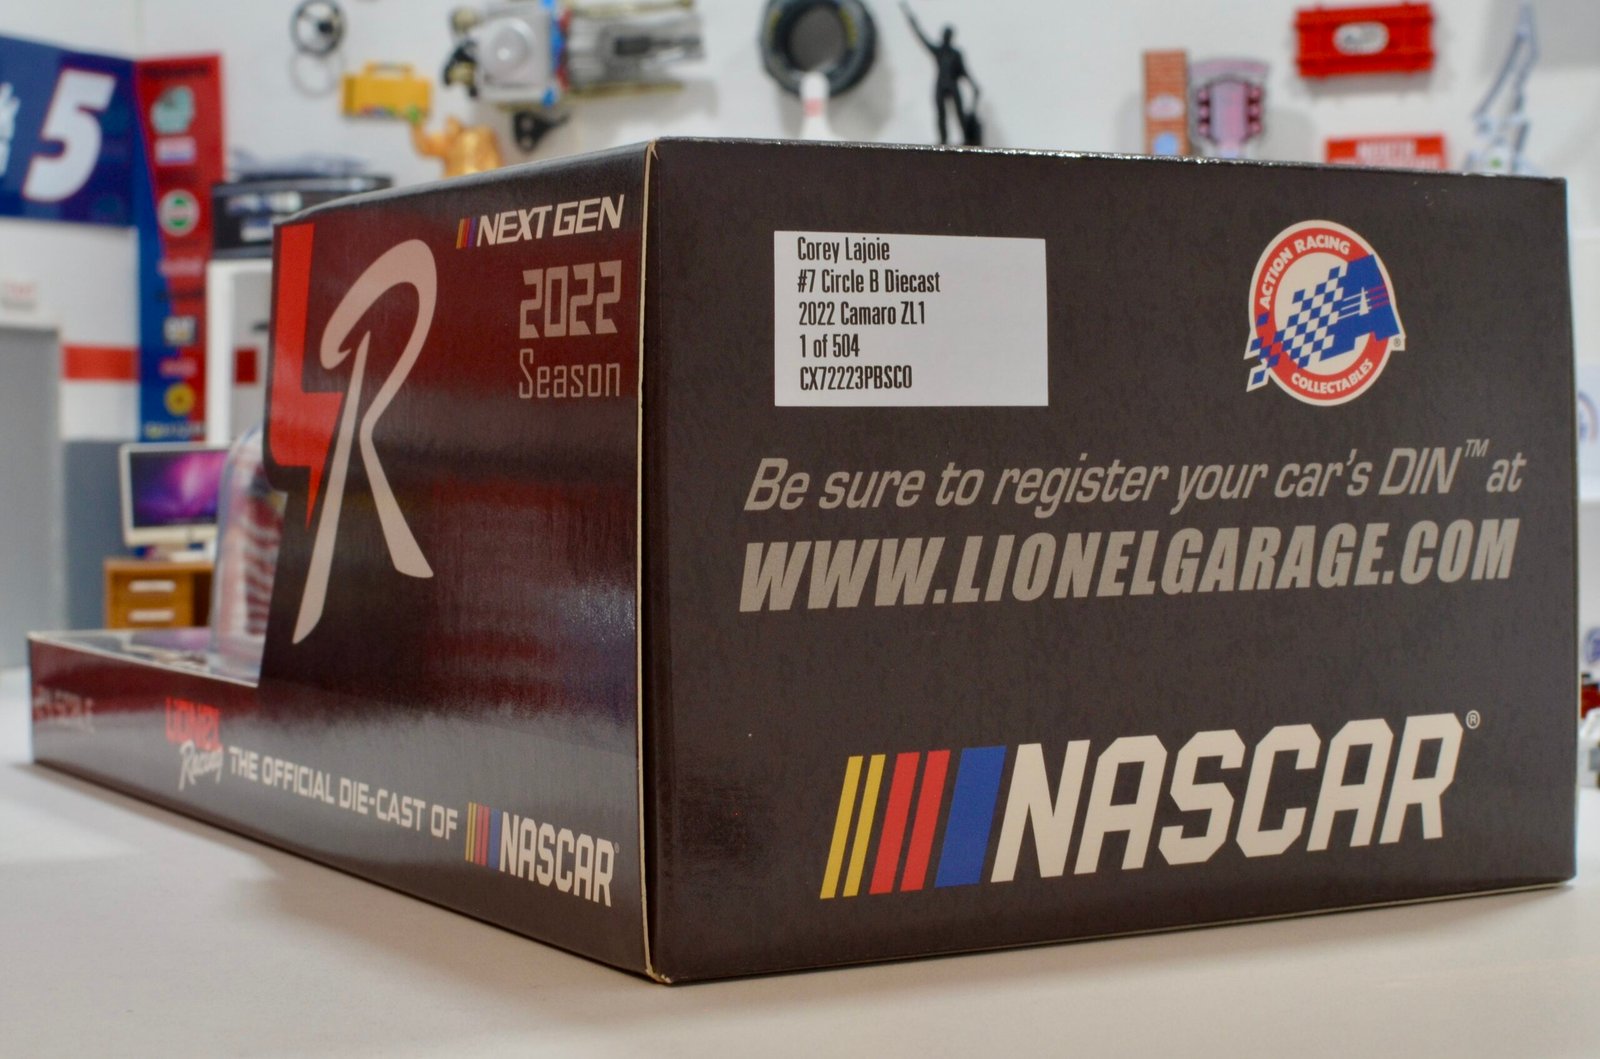 5
NEXT GEN
2022
Season
R
LIONEL
Racing
THE OFFICIAL DIE-CAST OF
NASCAR
Corey Lajoie
#7 Circle B Diecast
2022 Camaro ZL1
1 of 504
CX72223PBSCO
ACTION RACING
COLLECTABLES
®
Be sure to register your car's DIN™ at
WWW.LIONELGARAGE.COM
NASCAR®